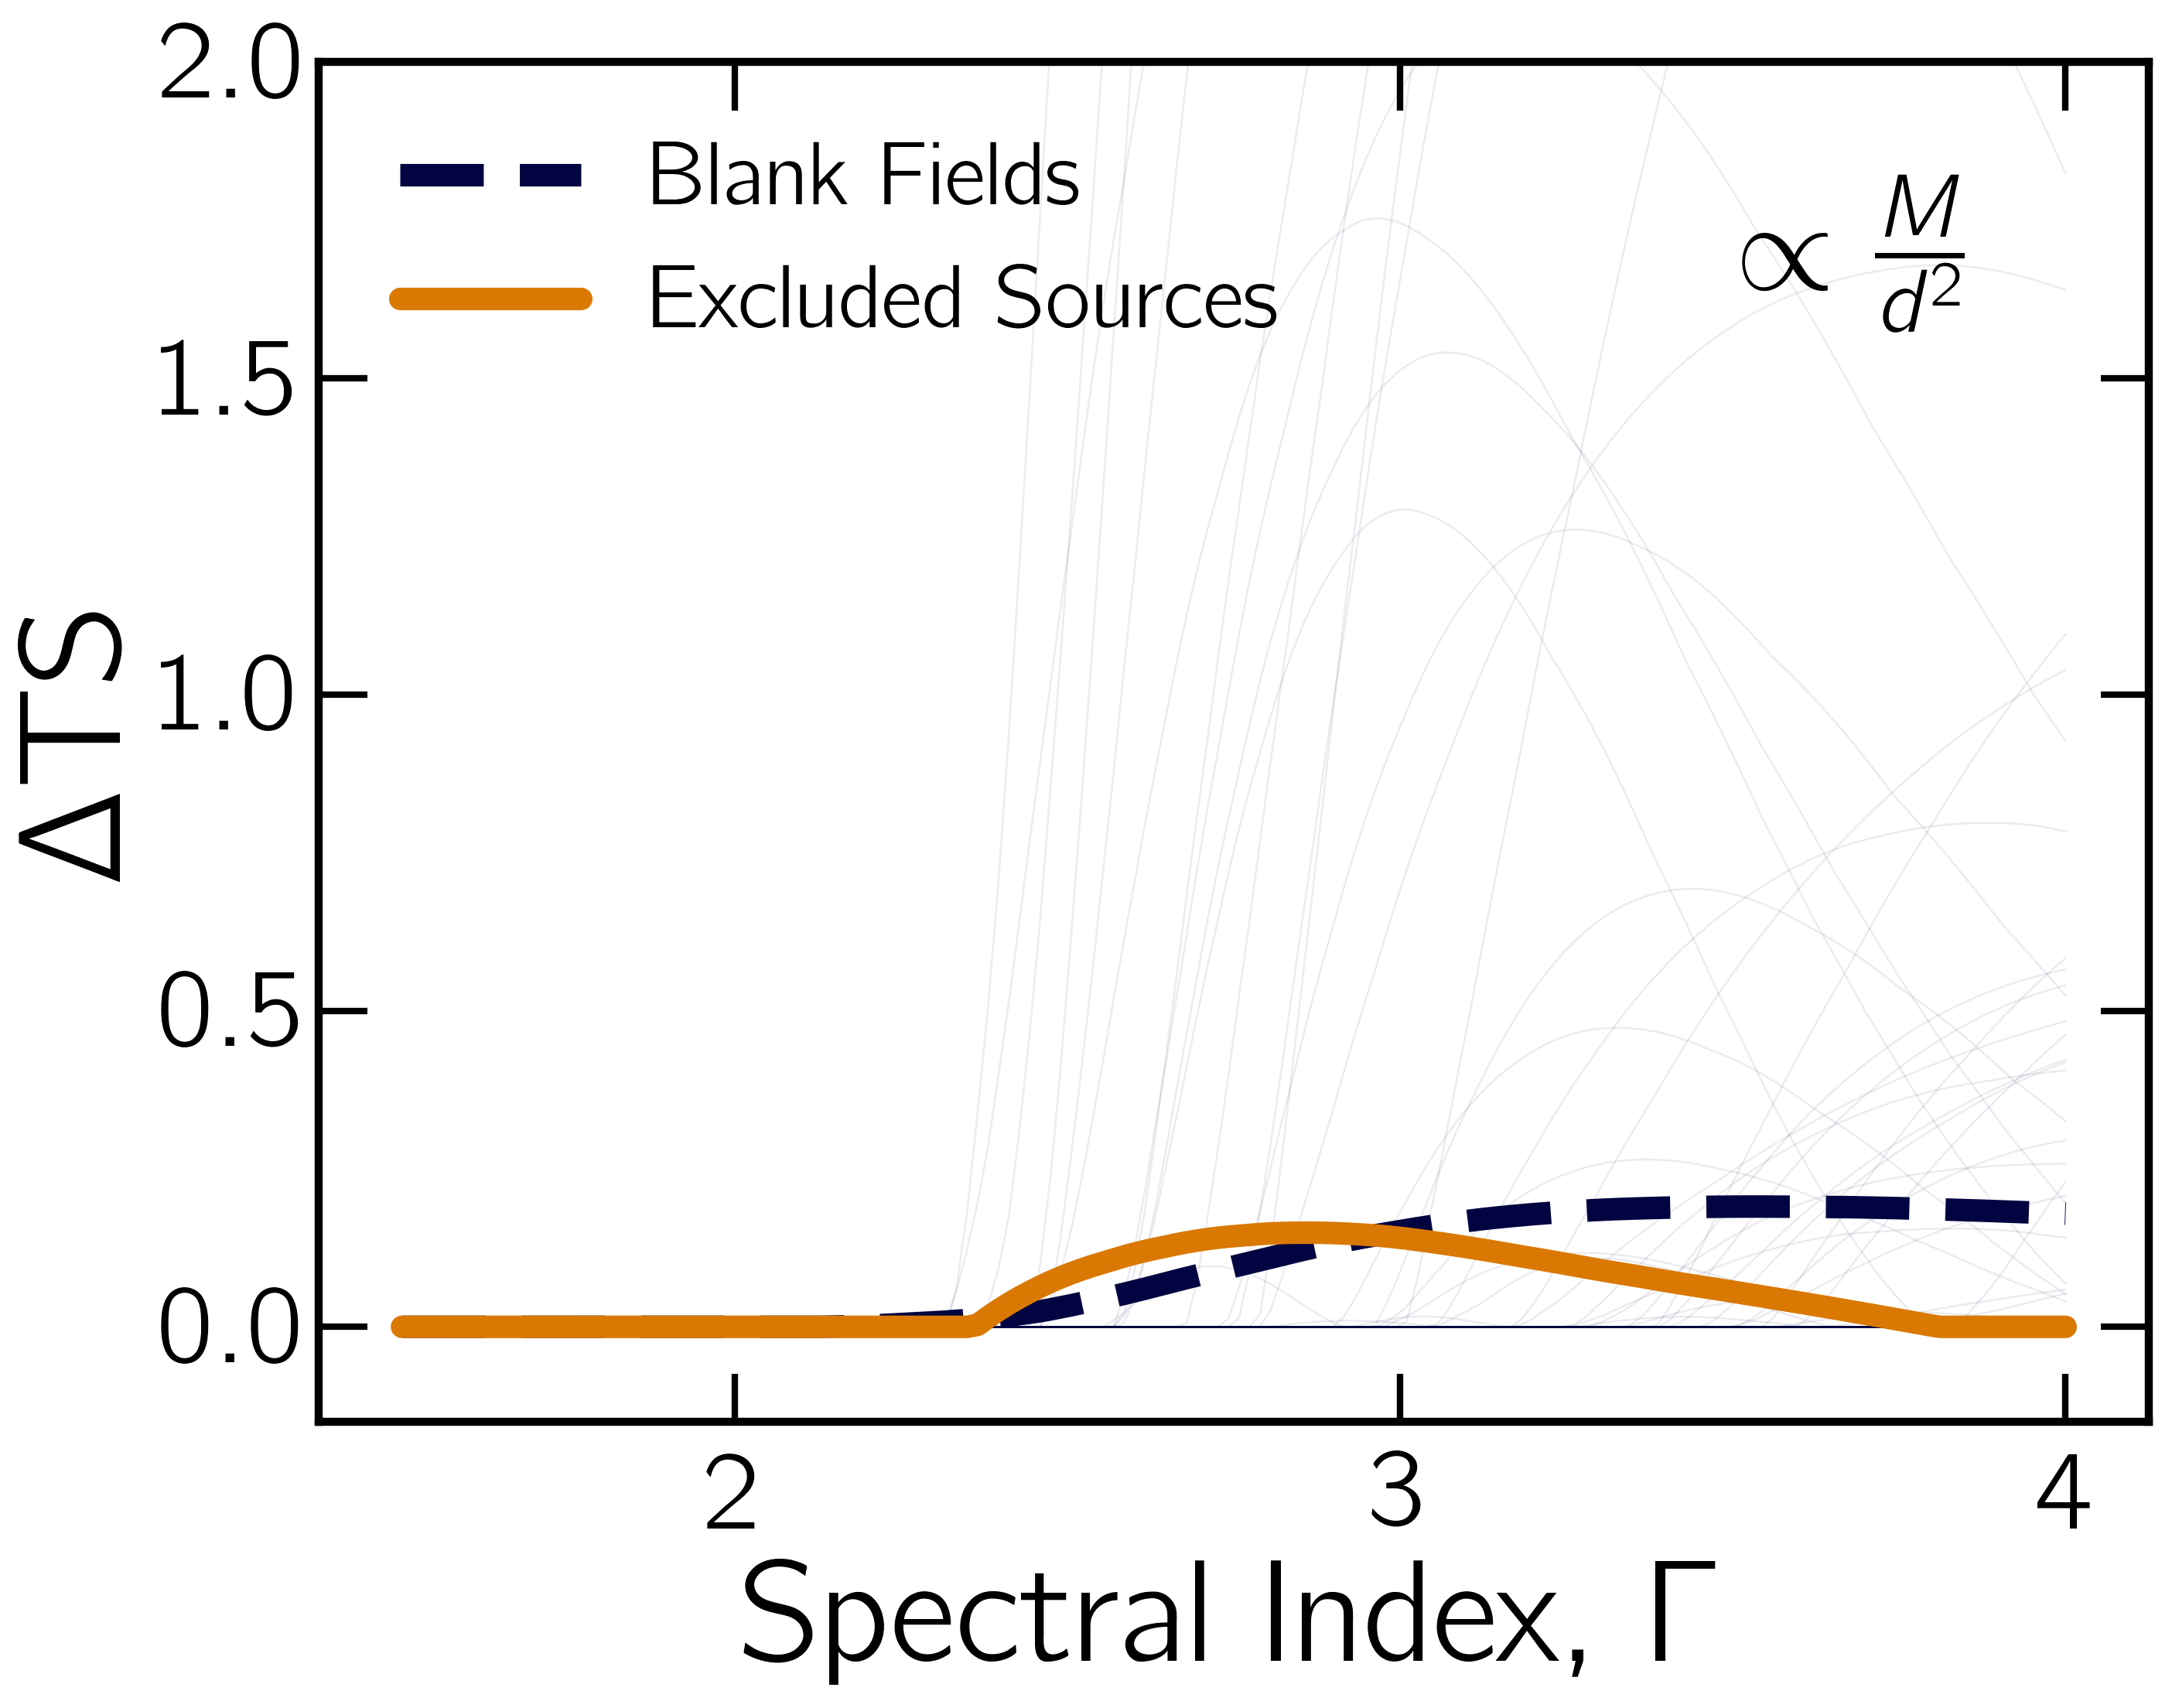 2.0
1.5
1.0
0.5
0.0
ΔTS
Blank Fields
Excluded Sources
∝ M/d²
2
3
4
Spectral Index, Γ